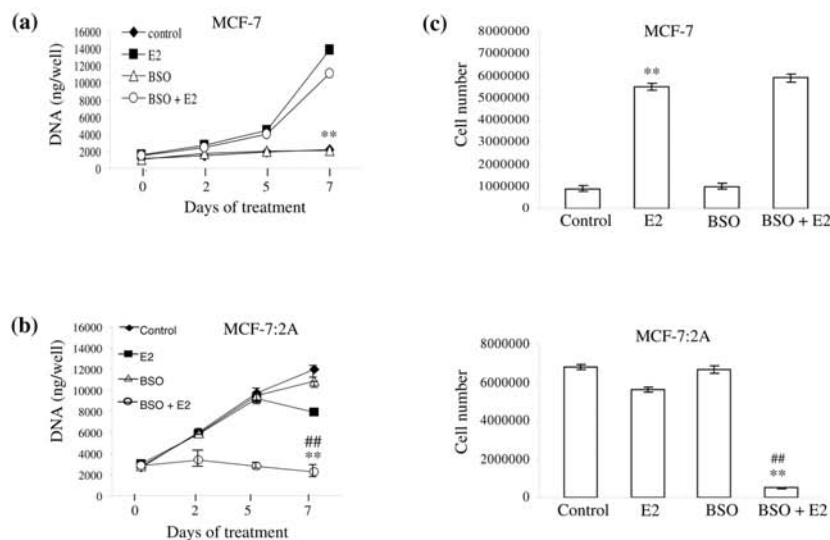 (a)
MCF-7
16000
14000
12000
10000
8000
6000
4000
2000
0
DNA (ng/well)
control
E2
BSO
BSO + E2
**
0 2 5 7
Days of treatment
(c)
MCF-7
8000000
7000000
6000000
5000000
4000000
3000000
2000000
1000000
0
Cell number
**
Control E2 BSO BSO + E2
(b)
MCF-7:2A
16000
14000
12000
10000
8000
6000
4000
2000
0
DNA (ng/well)
Control
E2
BSO
BSO + E2
##
**
0 2 5 7
Days of treatment
MCF-7:2A
8000000
6000000
4000000
2000000
0
Cell number
##
**
Control E2 BSO BSO + E2